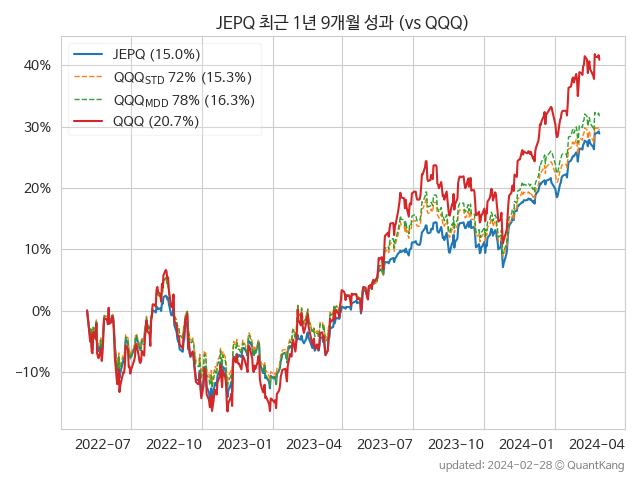 JEPQ 최근 1년 9개월 성과 (vs QQQ)
JEPQ (15.0%)
QQQSTD 72% (15.3%)
QQQMDD 78% (16.3%)
QQQ (20.7%)
40%
30%
20%
10%
0%
−10%
2022-07 2022-10 2023-01 2023-04 2023-07 2023-10 2024-01 2024-04
updated: 2024-02-28 © QuantKang